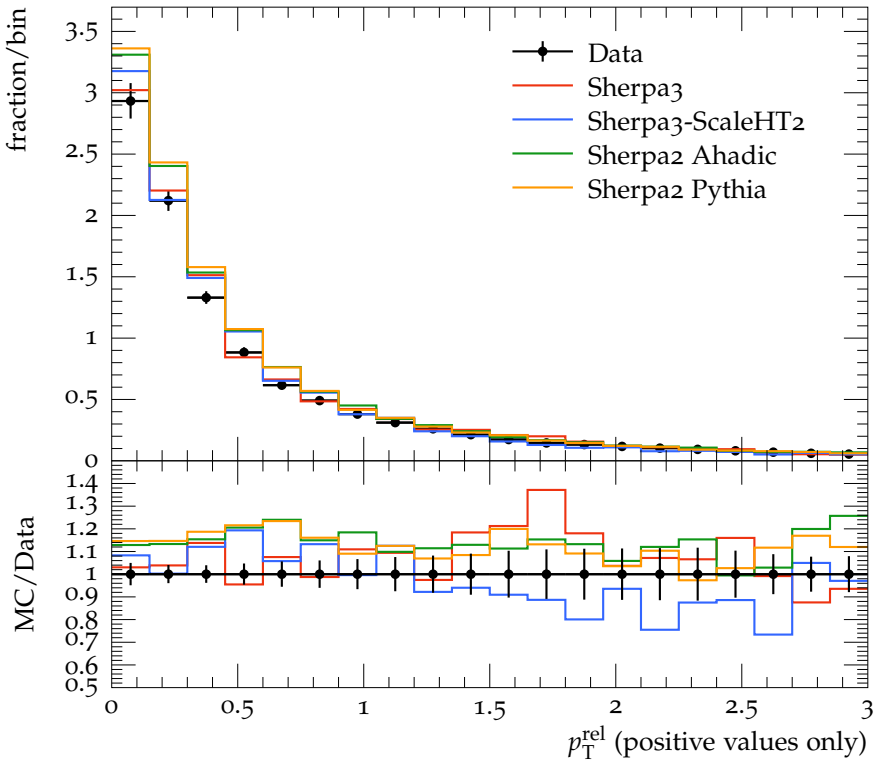 fraction/bin
3.5
3
2.5
2
1.5
1
0.5
0
Data
Sherpa3
Sherpa3-ScaleHT2
Sherpa2 Ahadic
Sherpa2 Pythia
MC/Data
1.4
1.3
1.2
1.1
1
0.9
0.8
0.7
0.6
0.5
0 0.5 1 1.5 2 2.5 3
p_T^rel (positive values only)